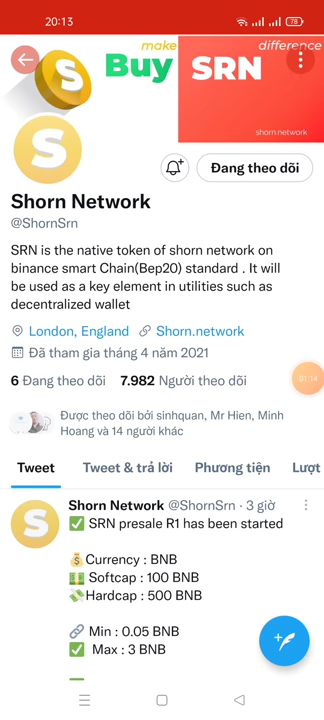 20:13
78
make
Buy
SRN
difference
shorn.network
S
S
Đang theo dõi
Shorn Network
@ShornSrn
SRN is the native token of shorn network on
binance smart Chain(Bep20) standard . It will
be used as a key element in utilities such as
decentralized wallet
London, England Shorn.network
Đã tham gia tháng 4 năm 2021
6 Đang theo dõi 7.982 Người theo dõi
01:14
Được theo dõi bởi sinhquan, Mr Hien, Minh
Hoang và 14 người khác
Tweet Tweet & trả lời Phương tiện Lượt
S
Shorn Network @ShornSrn · 3 giờ
✅ SRN presale R1 has been started
💰Currency : BNB
💵 Softcap : 100 BNB
💸Hardcap : 500 BNB
🔗 Min : 0.05 BNB
✅ Max : 3 BNB